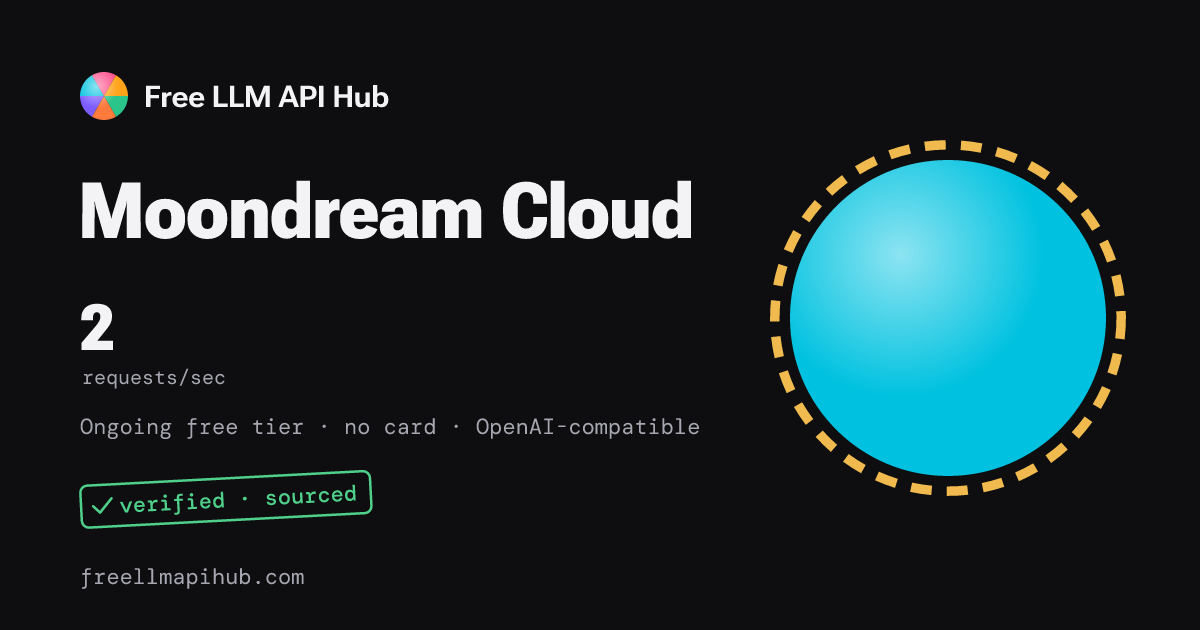 Free LLM API Hub
Moondream Cloud
2
requests/sec
Ongoing free tier · no card · OpenAI-compatible
verified · sourced
freellmapihub.com